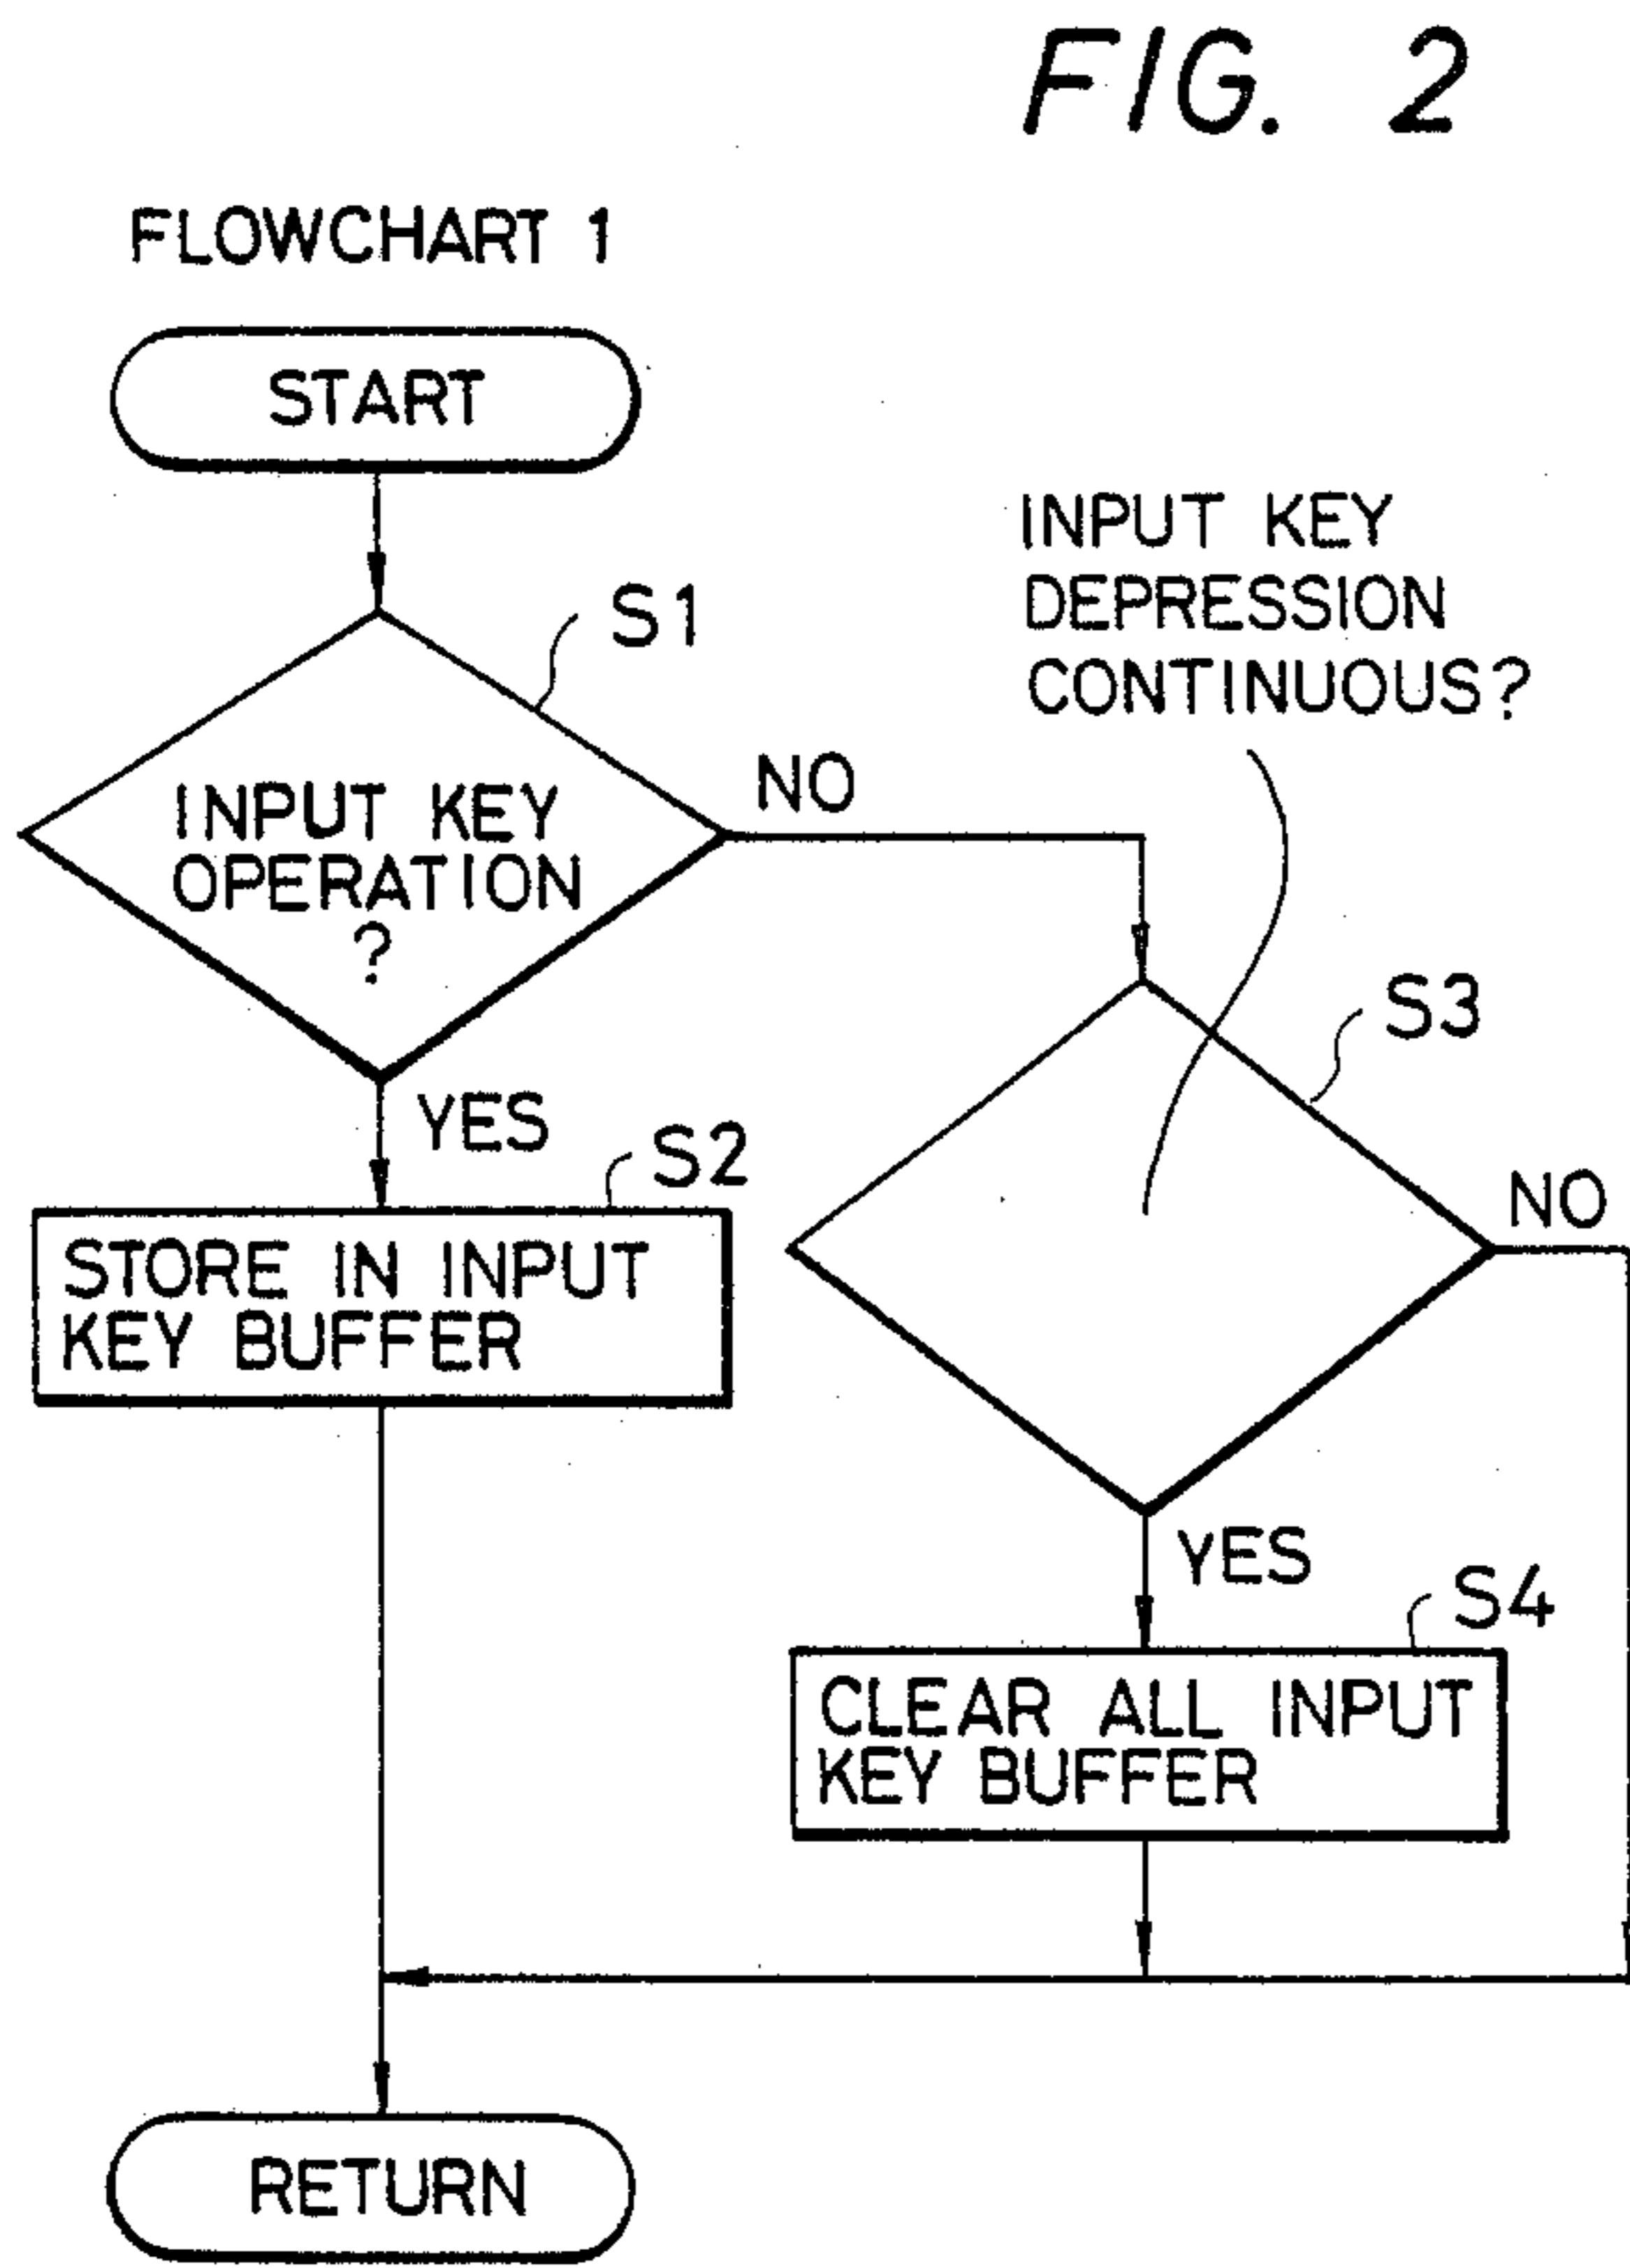 FIG. 2
FLOWCHART 1
START
S1
INPUT KEY
OPERATION
?
NO
YES
INPUT KEY
DEPRESSION
CONTINUOUS?
S2
STORE IN INPUT
KEY BUFFER
S3
NO
YES
S4
CLEAR ALL INPUT
KEY BUFFER
RETURN